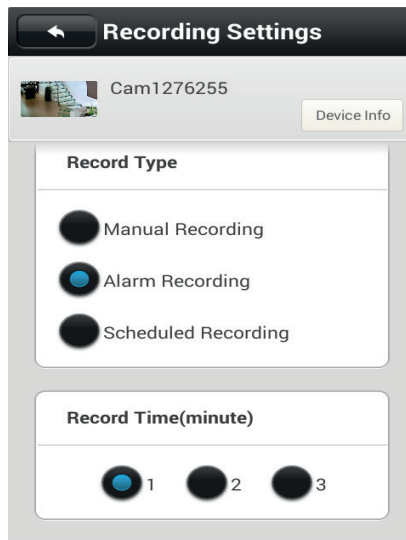 Recording Settings
Cam1276255
Device Info
Record Type
Manual Recording
Alarm Recording
Scheduled Recording
Record Time(minute)
1 2 3